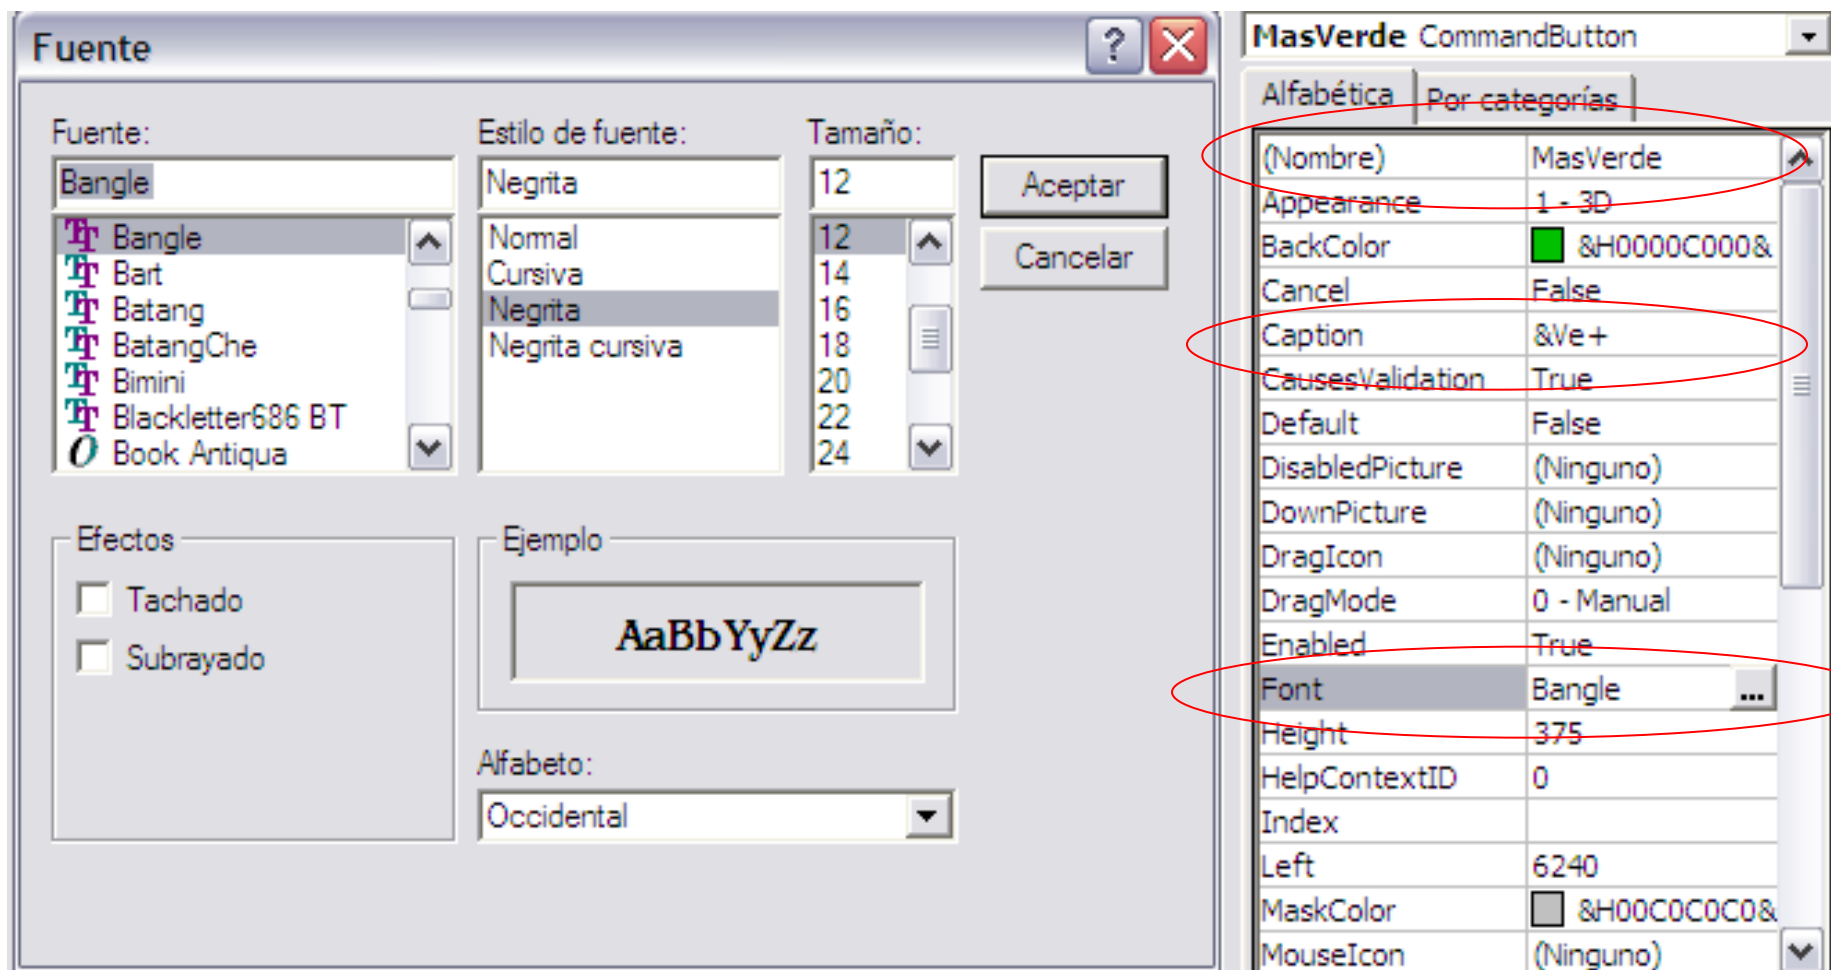 Fuente
Fuente:
Bangle
Bangle
Bart
Batang
BatangChe
Bimini
Blackletter686 BT
Book Antiqua
Estilo de fuente:
Negrita
Normal
Cursiva
Negrita
Negrita cursiva
Tamaño:
12
12
14
16
18
20
22
24
Aceptar
Cancelar
Efectos
Tachado
Subrayado
Ejemplo
AaBbYyZz
Alfabeto:
Occidental
MasVerde CommandButton
Alfabética Por categorías
(Nombre) MasVerde
Appearance 1 - 3D
BackColor &H0000C000&
Cancel False
Caption &Ve+
CausesValidation True
Default False
DisabledPicture (Ninguno)
DownPicture (Ninguno)
DragIcon (Ninguno)
DragMode 0 - Manual
Enabled True
Font Bangle ...
Height 375
HelpContextID 0
Index
Left 6240
MaskColor &H00C0C0C0&
MouseIcon (Ninguno)